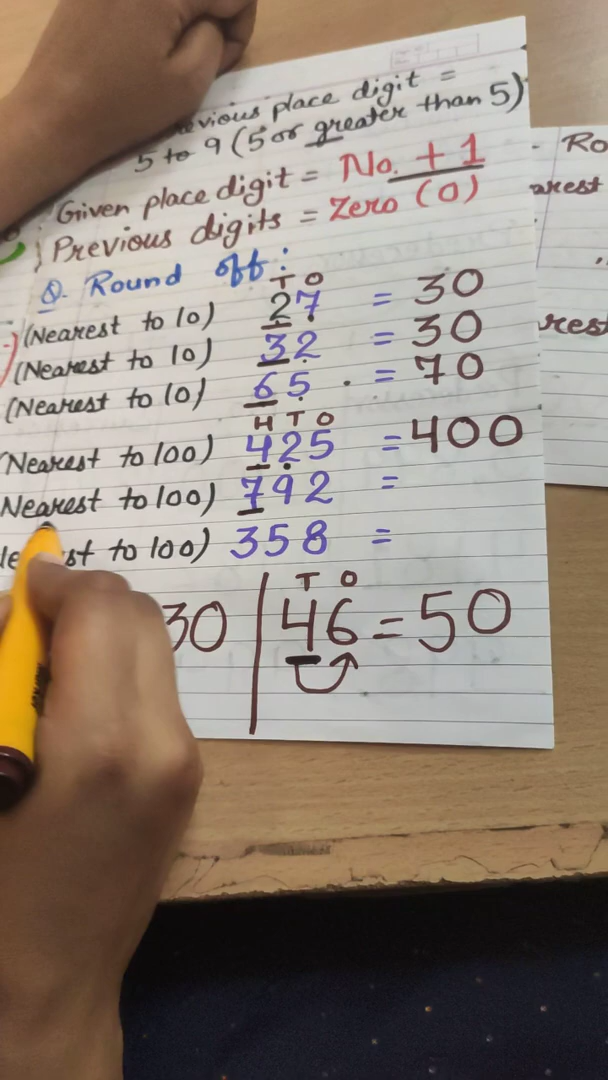 evious place digit =
5 to 9 (5 or greater than 5)
Given place digit = No. + 1
Previous digits = Zero (0)
Q. Round off:
T O
(Nearest to 10) 27 = 30
(Nearest to 10) 32 = 30
(Nearest to 10) 65 = 70
H T O
Nearest to 100) 425 = 400
Nearest to 100) 792 =
st to 100) 358 =
T O
30 | 46 = 50
Ro
arest
rest